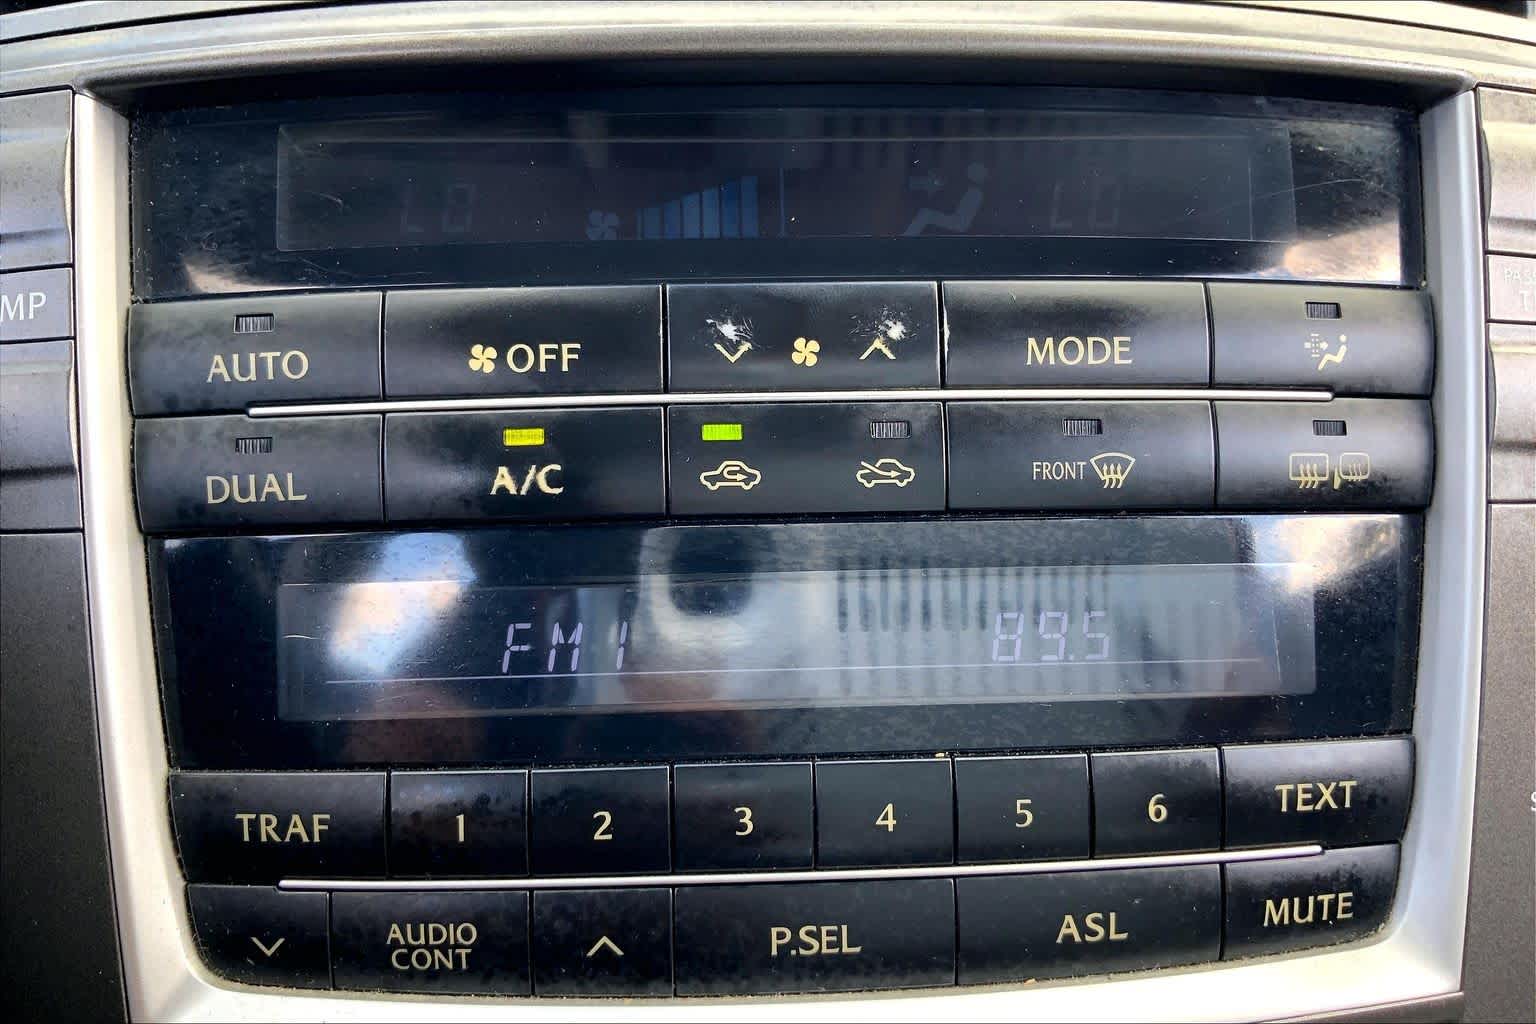 LO LO
MP
AUTO OFF MODE
DUAL A/C FRONT
FM1 89.5
TRAF 1 2 3 4 5 6 TEXT
AUDIO
CONT
P.SEL ASL MUTE